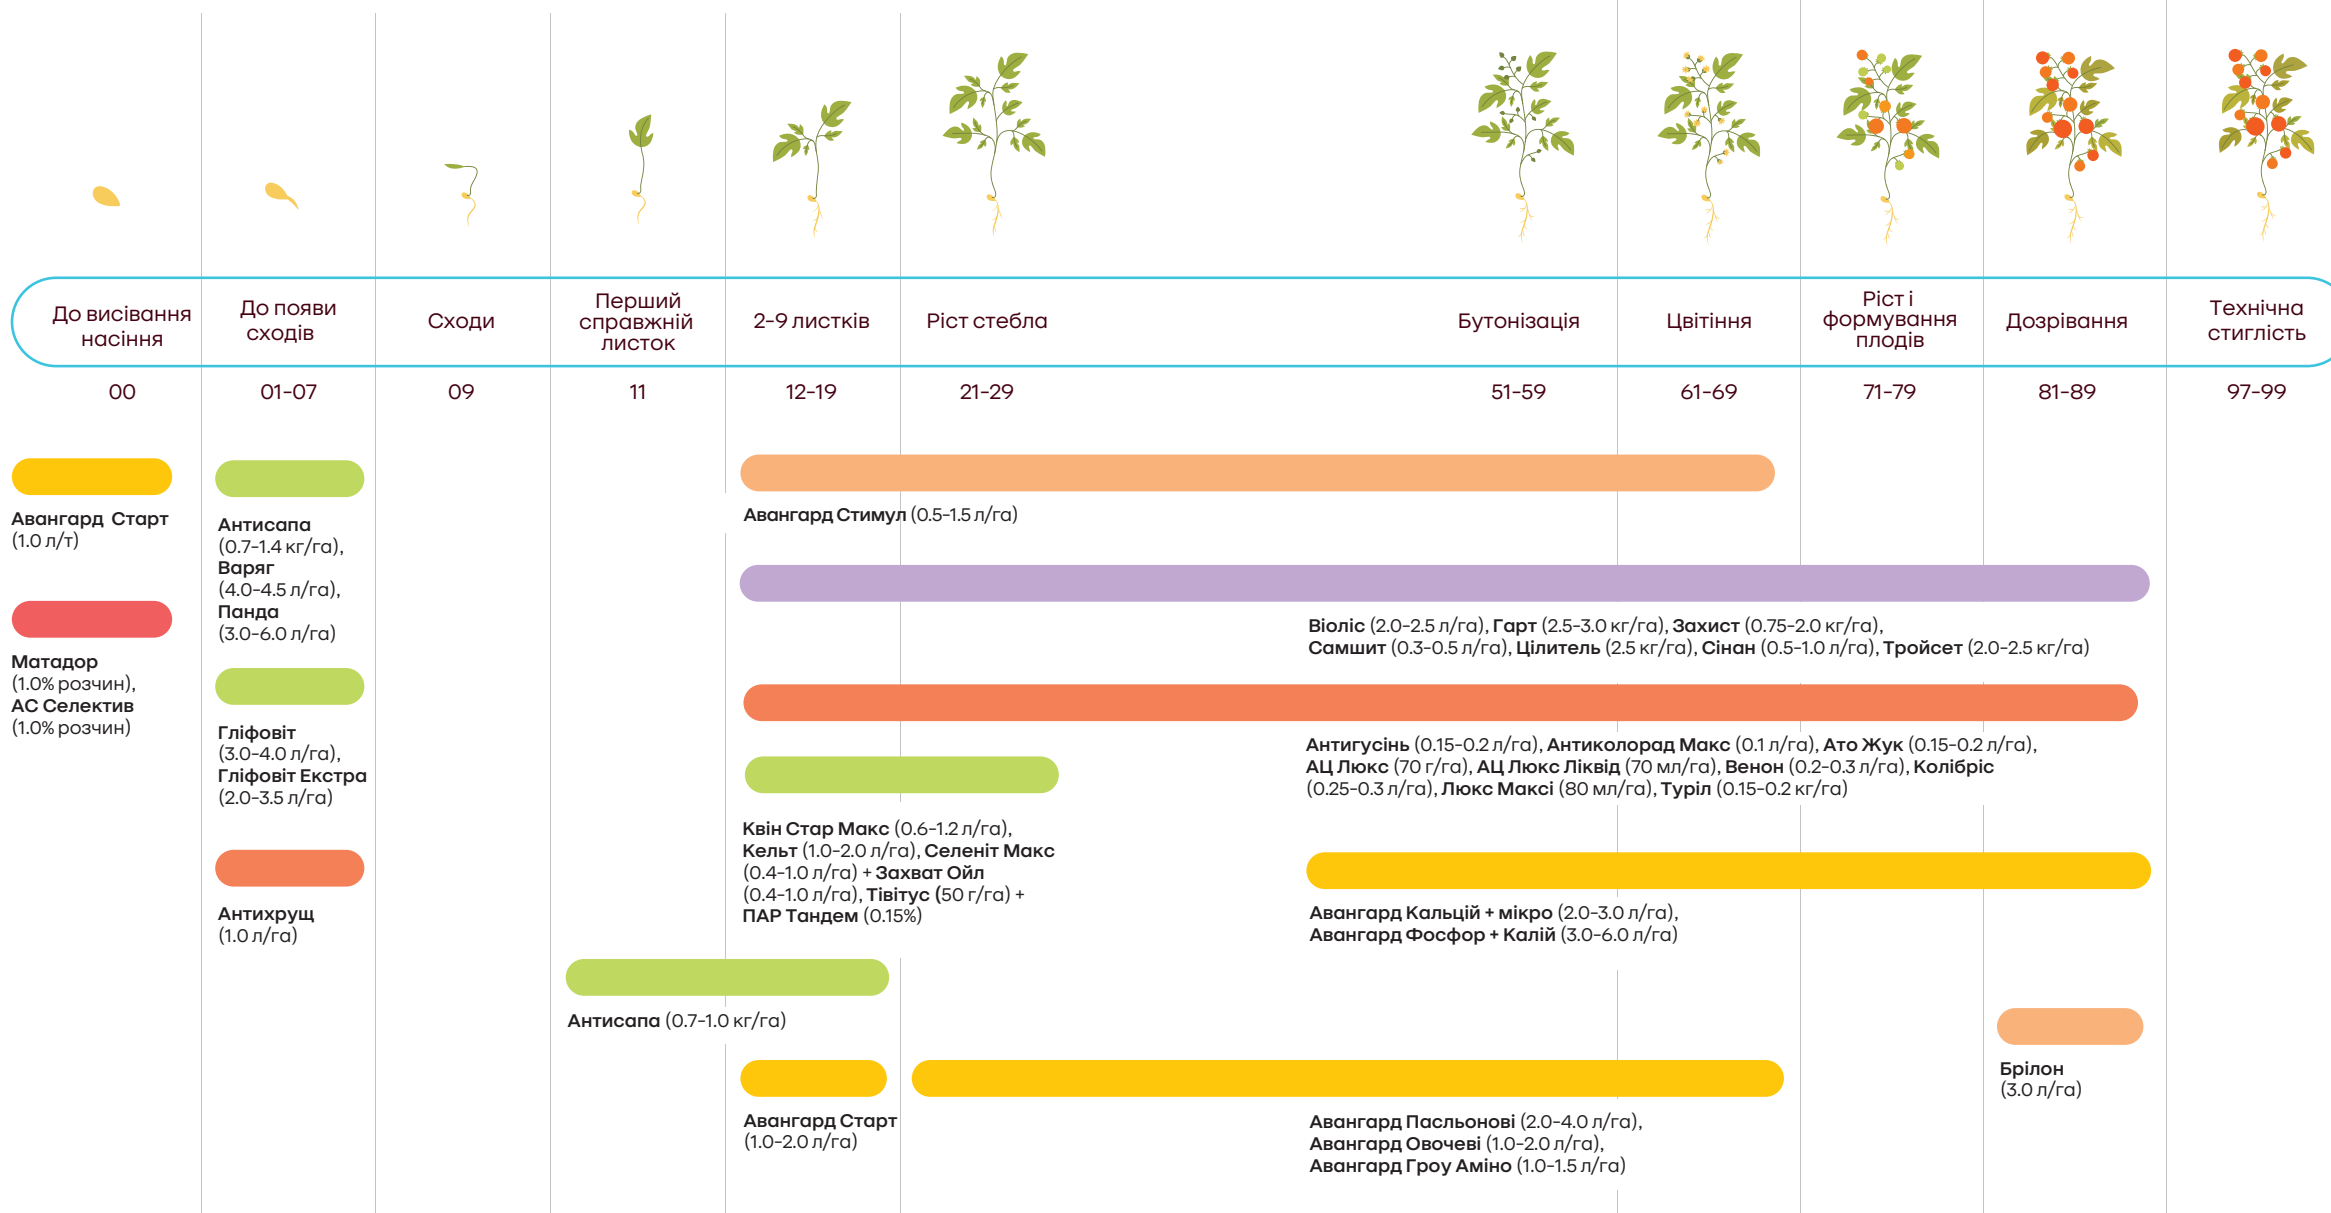 До висівання
насіння
До появи
сходів
Сходи
Перший
справжній
листок
2-9 листків
Ріст стебла
Бутонізація
Цвітіння
Ріст і
формування
плодів
Дозрівання
Технічна
стиглість
00
01-07
09
11
12-19
21-29
51-59
61-69
71-79
81-89
97-99
Авангард Старт
(1.0 л/т)
Матадор
(1.0% розчин),
АС Селектив
(1.0% розчин)
Антисапа
(0.7-1.4 кг/га),
Варяг
(4.0-4.5 л/га),
Панда
(3.0-6.0 л/га)
Гліфовіт
(3.0-4.0 л/га),
Гліфовіт Екстра
(2.0-3.5 л/га)
Антихрущ
(1.0 л/га)
Авангард Стимул (0.5-1.5 л/га)
Віоліс (2.0-2.5 л/га), Гарт (2.5-3.0 кг/га), Захист (0.75-2.0 кг/га),
Самшит (0.3-0.5 л/га), Цілитель (2.5 кг/га), Сінан (0.5-1.0 л/га), Тройсет (2.0-2.5 кг/га)
Антигусінь (0.15-0.2 л/га), Антиколорад Макс (0.1 л/га), Ато Жук (0.15-0.2 л/га),
АЦ Люкс (70 г/га), АЦ Люкс Ліквід (70 мл/га), Венон (0.2-0.3 л/га), Колібріс
(0.25-0.3 л/га), Люкс Максі (80 мл/га), Туріл (0.15-0.2 кг/га)
Квін Стар Макс (0.6-1.2 л/га),
Кельт (1.0-2.0 л/га), Селеніт Макс
(0.4-1.0 л/га) + Захват Ойл
(0.4-1.0 л/га), Тівітус (50 г/га) +
ПАР Тандем (0.15%)
Авангард Кальцій + мікро (2.0-3.0 л/га),
Авангард Фосфор + Калій (3.0-6.0 л/га)
Антисапа (0.7-1.0 кг/га)
Брілон
(3.0 л/га)
Авангард Старт
(1.0-2.0 л/га)
Авангард Пасльонові (2.0-4.0 л/га),
Авангард Овочеві (1.0-2.0 л/га),
Авангард Гроу Аміно (1.0-1.5 л/га)